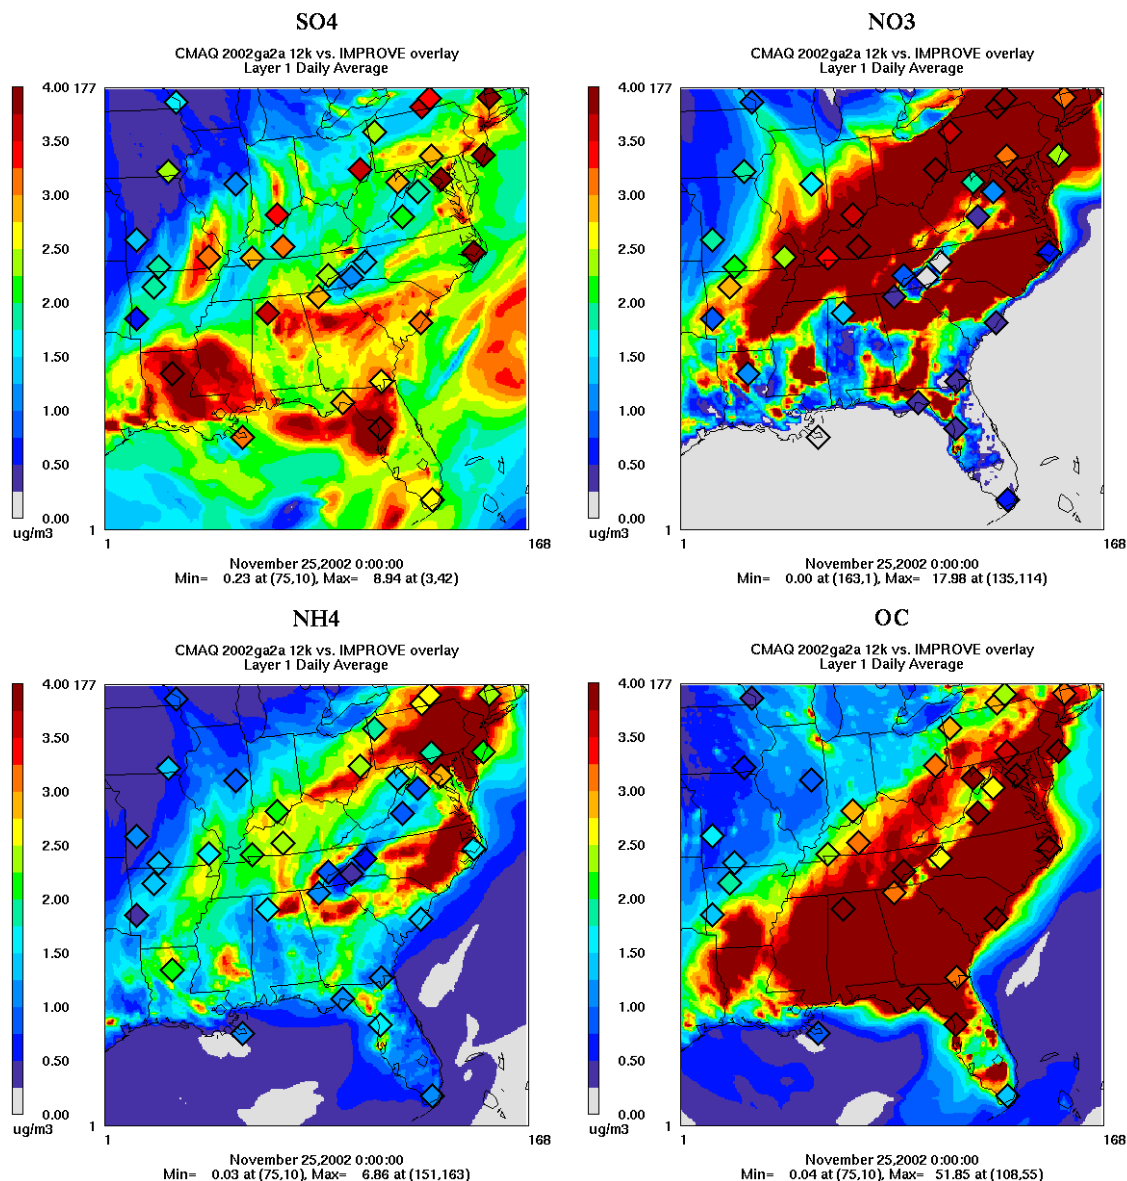 SO4
CMAQ 2002ga2a 12k vs. IMPROVE overlay
Layer 1 Daily Average
4.00 177
3.50
3.00
2.50
2.00
1.50
1.00
0.50
0.00
ug/m3
1
1 168
November 25,2002 0:00:00
Min= 0.23 at (75,10), Max= 8.94 at (3,42)
NO3
CMAQ 2002ga2a 12k vs. IMPROVE overlay
Layer 1 Daily Average
4.00 177
3.50
3.00
2.50
2.00
1.50
1.00
0.50
0.00
ug/m3
1
1 168
November 25,2002 0:00:00
Min= 0.00 at (163,1), Max= 17.98 at (135,114)
NH4
CMAQ 2002ga2a 12k vs. IMPROVE overlay
Layer 1 Daily Average
4.00 177
3.50
3.00
2.50
2.00
1.50
1.00
0.50
0.00
ug/m3
1
1 168
November 25,2002 0:00:00
Min= 0.03 at (75,10), Max= 6.86 at (151,163)
OC
CMAQ 2002ga2a 12k vs. IMPROVE overlay
Layer 1 Daily Average
4.00 177
3.50
3.00
2.50
2.00
1.50
1.00
0.50
0.00
ug/m3
1
1 168
November 25,2002 0:00:00
Min= 0.04 at (75,10), Max= 51.85 at (108,55)